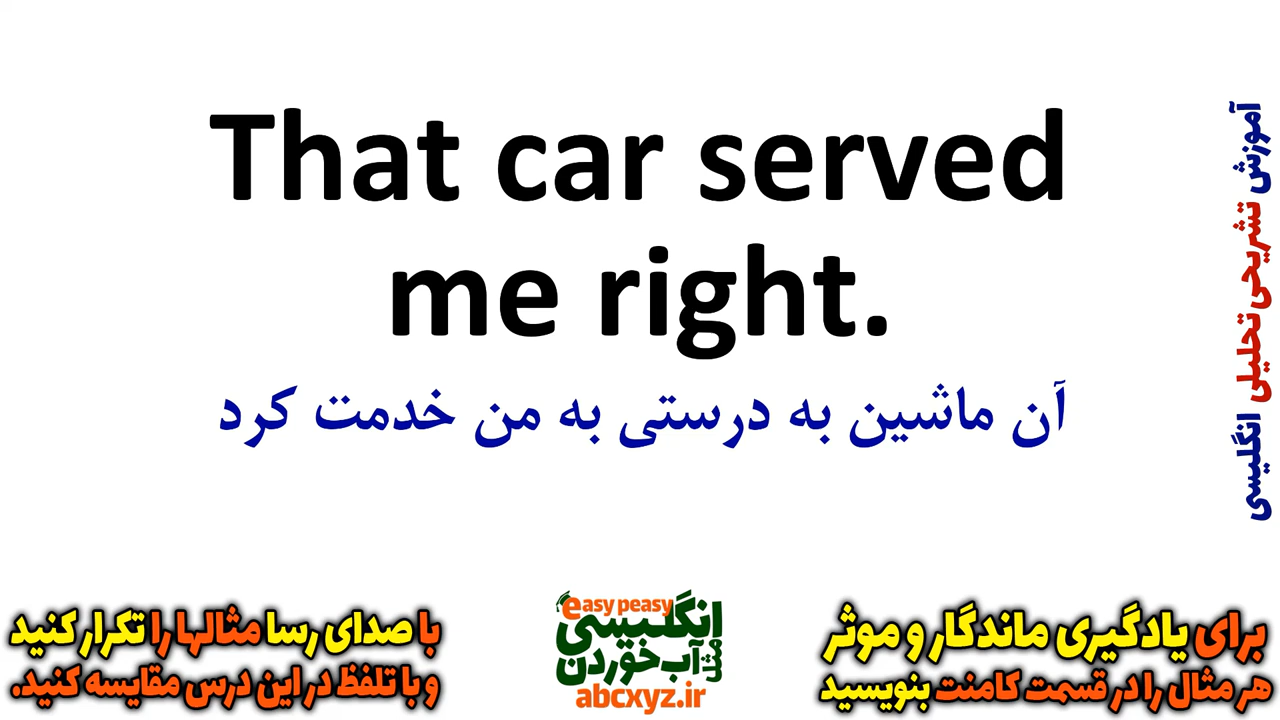 That car served
me right.
آن ماشین به درستی به من خدمت کرد
آموزش تشریحی تحلیلی انگلیسی
با صدای رسا مثالها را تکرار کنید
و با تلفظ در این درس مقایسه کنید.
easy peasy
انگلیسی
مثل آب خوردن
abcxyz.ir
برای یادگیری ماندگار و موثر
هر مثال را در قسمت کامنت بنویسید